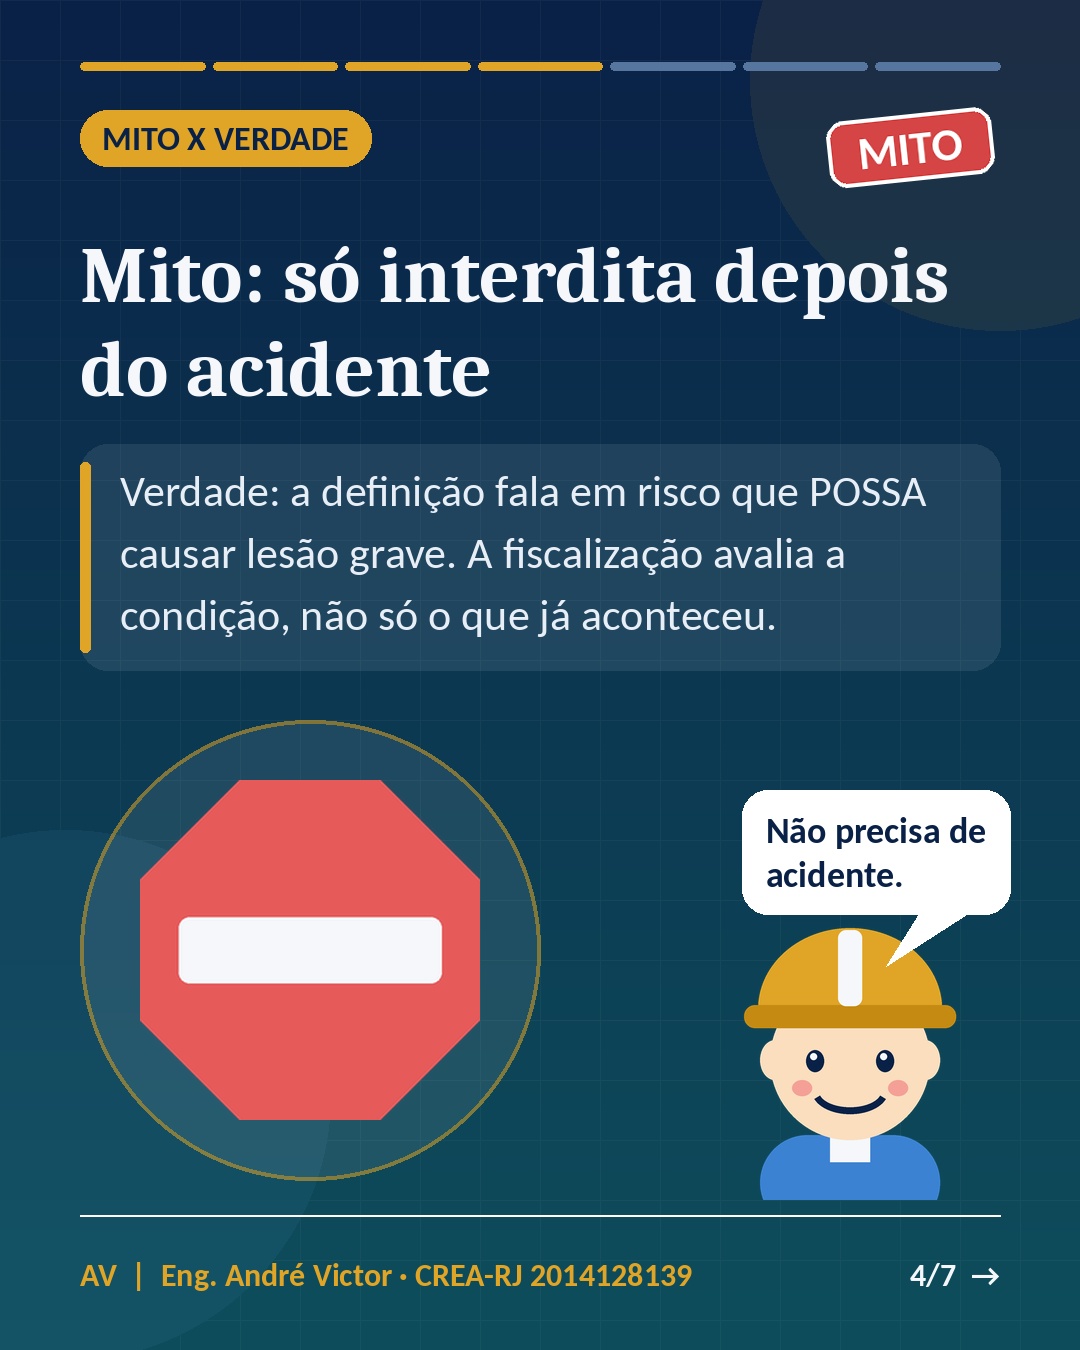 MITO X VERDADE
MITO
Mito: só interdita depois
do acidente
Verdade: a definição fala em risco que POSSA
causar lesão grave. A fiscalização avalia a
condição, não só o que já aconteceu.
Não precisa de
acidente.
AV | Eng. André Victor · CREA-RJ 2014128139
4/7 →